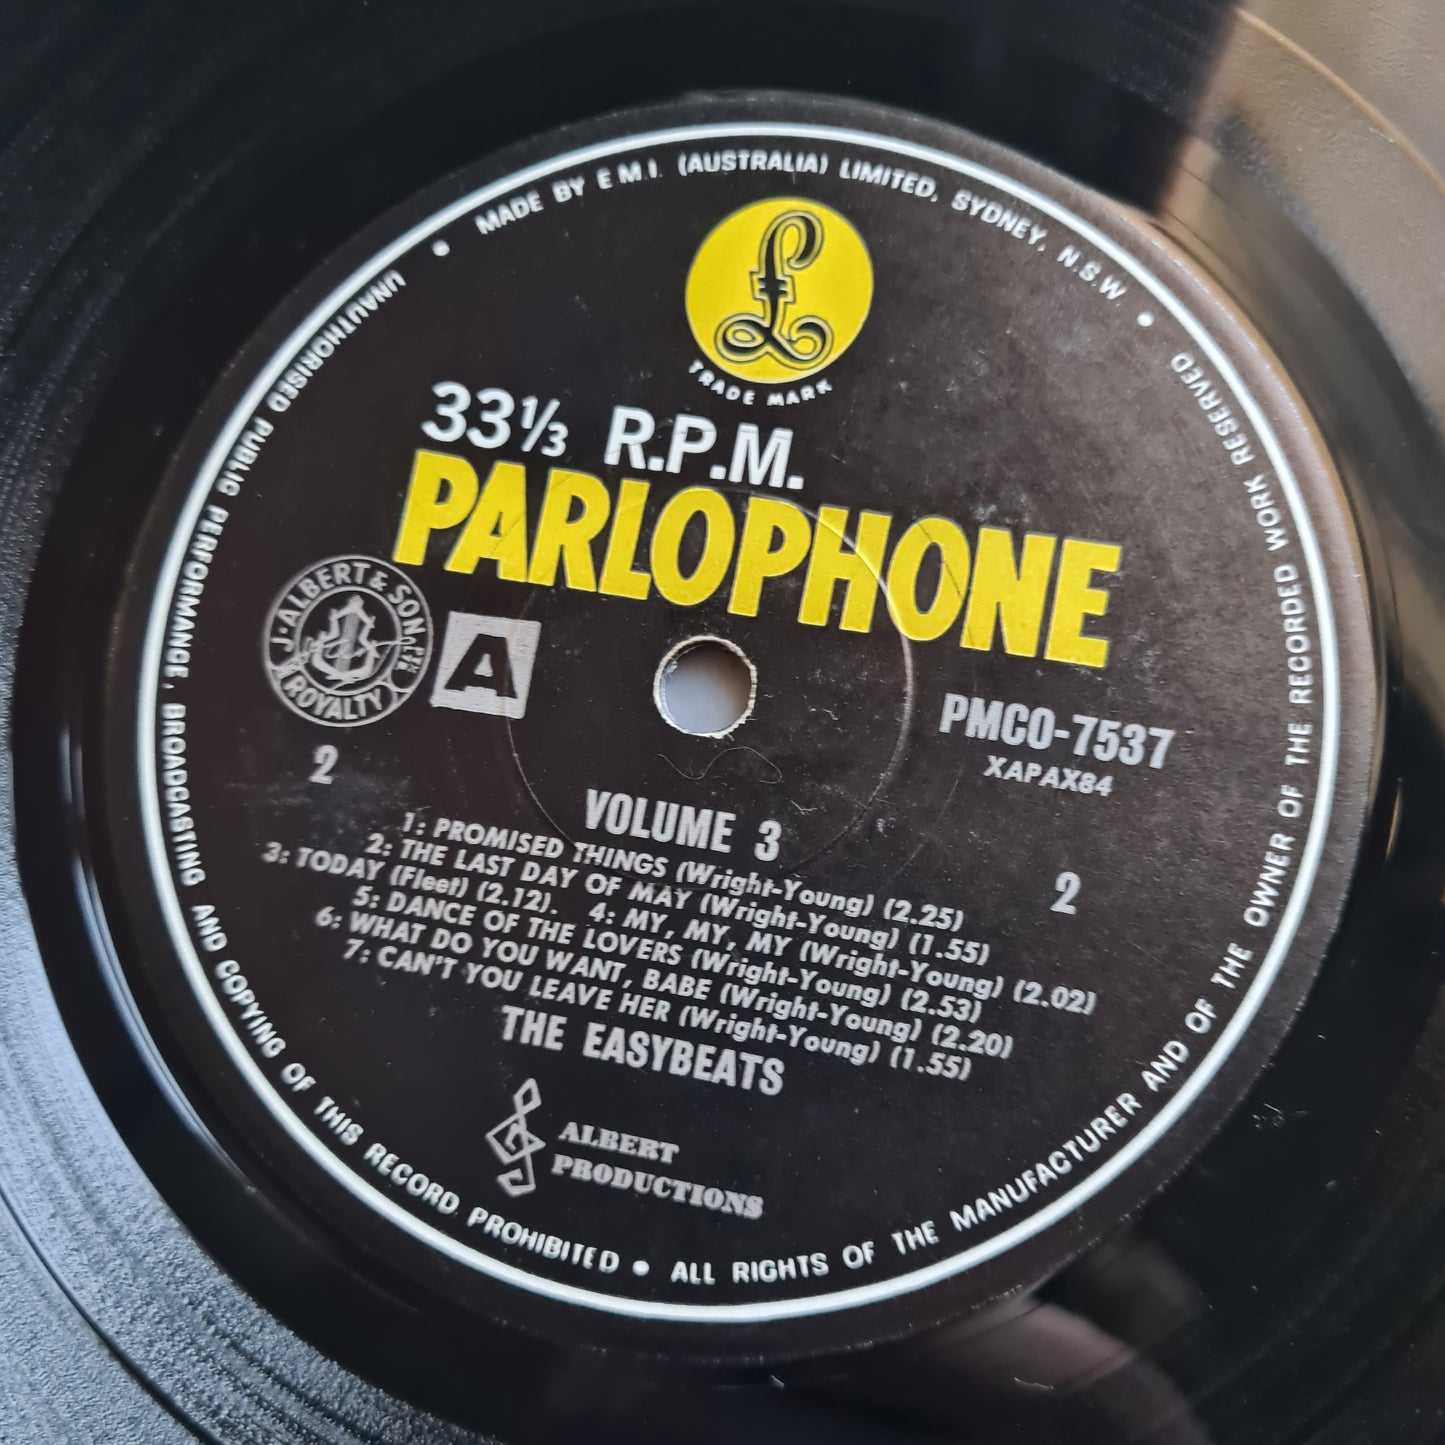 MADE BY E.M.I. (AUSTRALIA) LIMITED, SYDNEY, N.S.W. •
TRADE MARK
33⅓ R.P.M.
PARLOPHONE
J. ALBERT & SON PTY. LTD.
ROYALTY
A
PMCO-7537
XAPAX84
2
2
VOLUME 3
1: PROMISED THINGS (Wright-Young) (2.25)
2: THE LAST DAY OF MAY (Wright-Young) (1.55)
3: TODAY (Fleet) (2.12). 4: MY, MY, MY (Wright-Young) (2.02)
5: DANCE OF THE LOVERS (Wright-Young) (2.53)
6: WHAT DO YOU WANT, BABE (Wright-Young) (2.20)
7: CAN'T YOU LEAVE HER (Wright-Young) (1.55)
THE EASYBEATS
ALBERT
PRODUCTIONS
UNAUTHORISED PUBLIC PERFORMANCE, BROADCASTING AND COPYING OF THIS RECORD PROHIBITED • ALL RIGHTS OF THE MANUFACTURER AND OF THE OWNER OF THE RECORDED WORK RESERVED